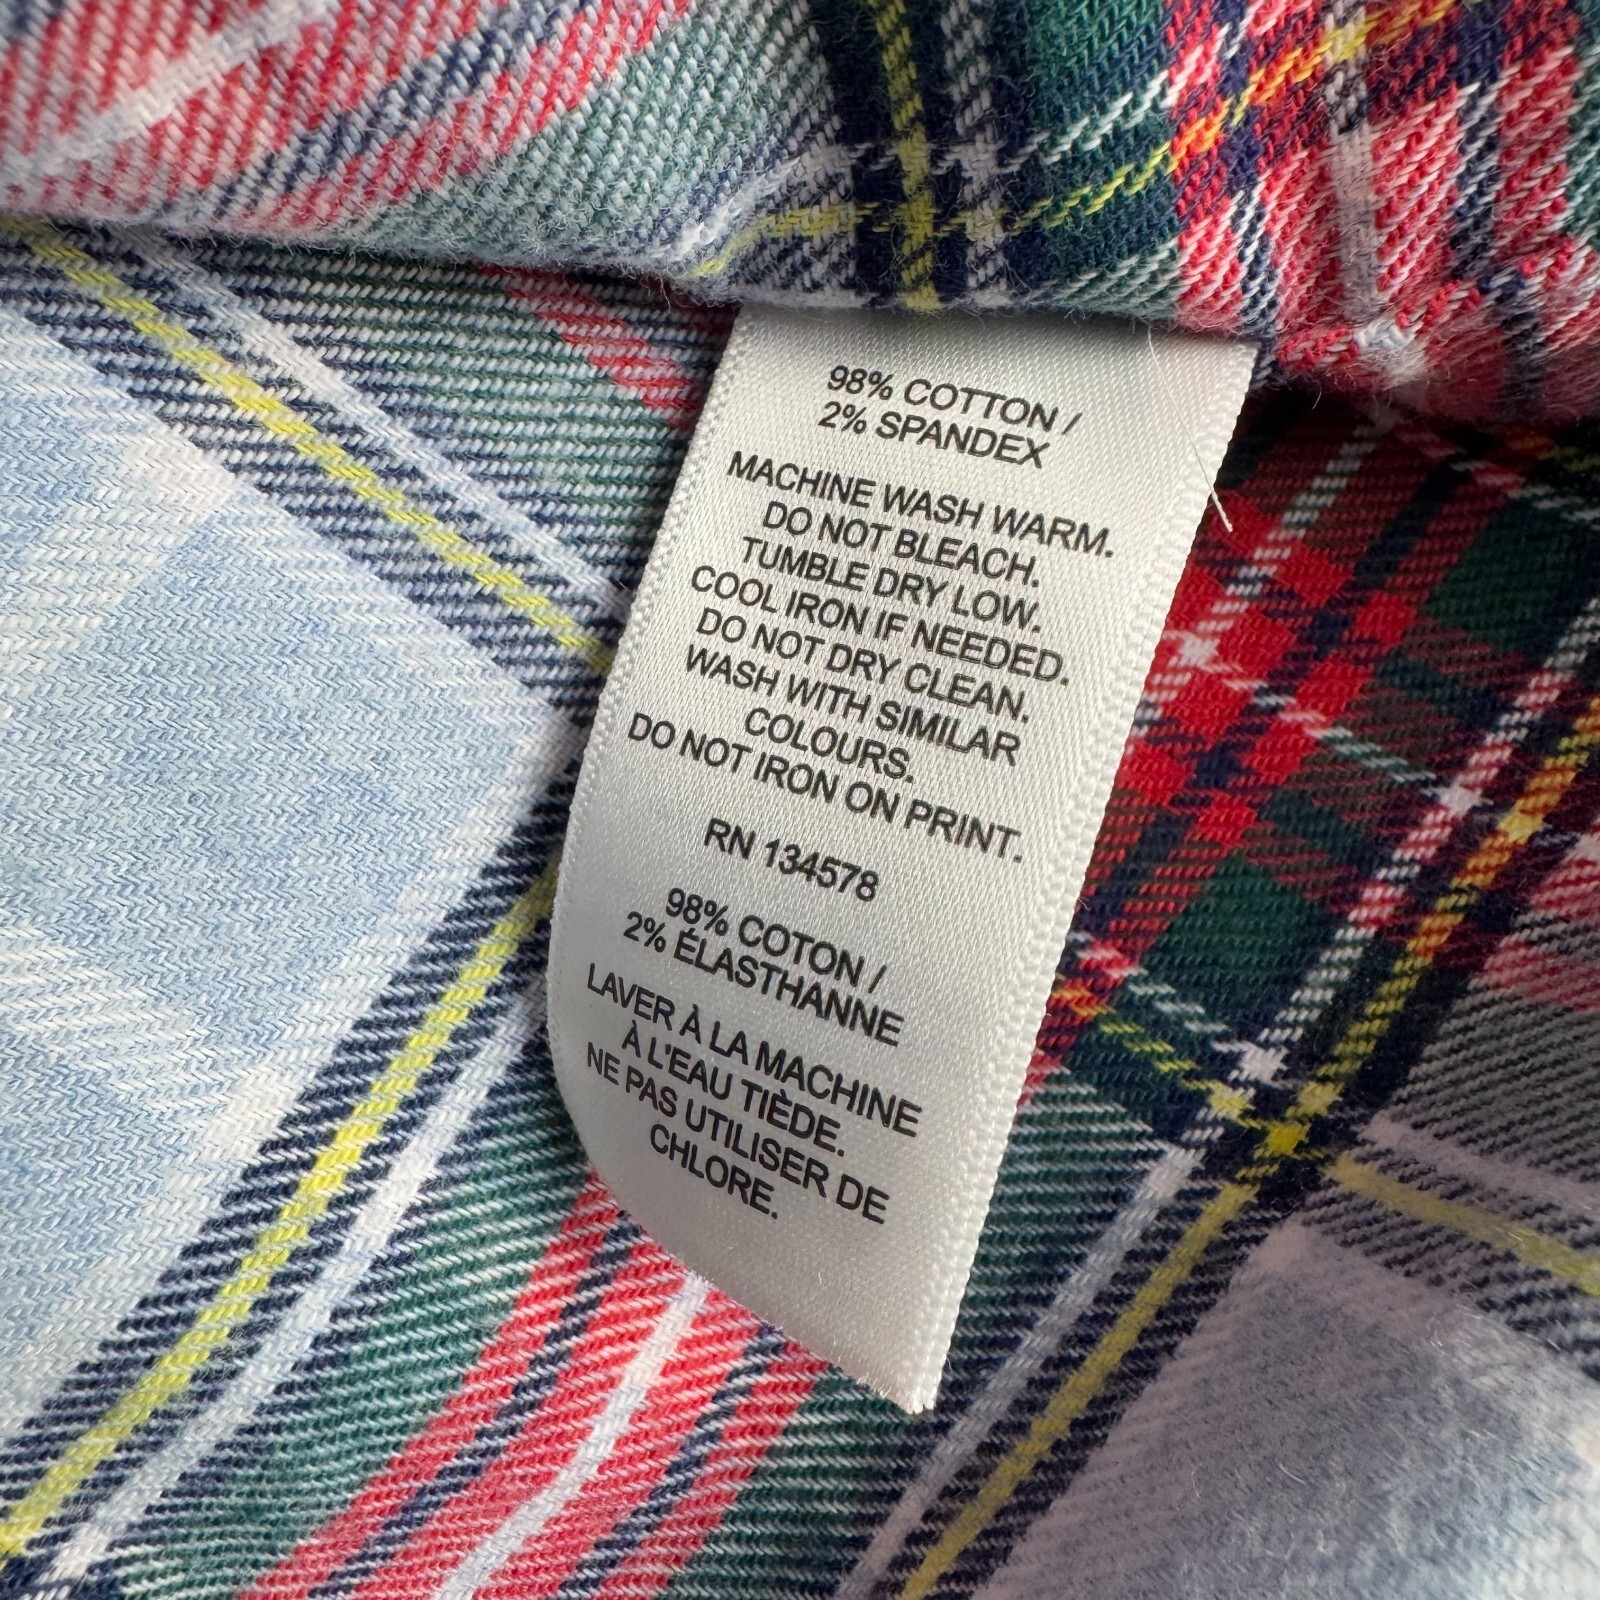 98% COTTON /
2% SPANDEX
MACHINE WASH WARM.
DO NOT BLEACH.
TUMBLE DRY LOW.
COOL IRON IF NEEDED.
DO NOT DRY CLEAN.
WASH WITH SIMILAR
COLOURS.
DO NOT IRON ON PRINT.
RN 134578
98% COTON /
2% ÉLASTHANNE
LAVER À LA MACHINE
À L'EAU TIÈDE.
NE PAS UTILISER DE
CHLORE.